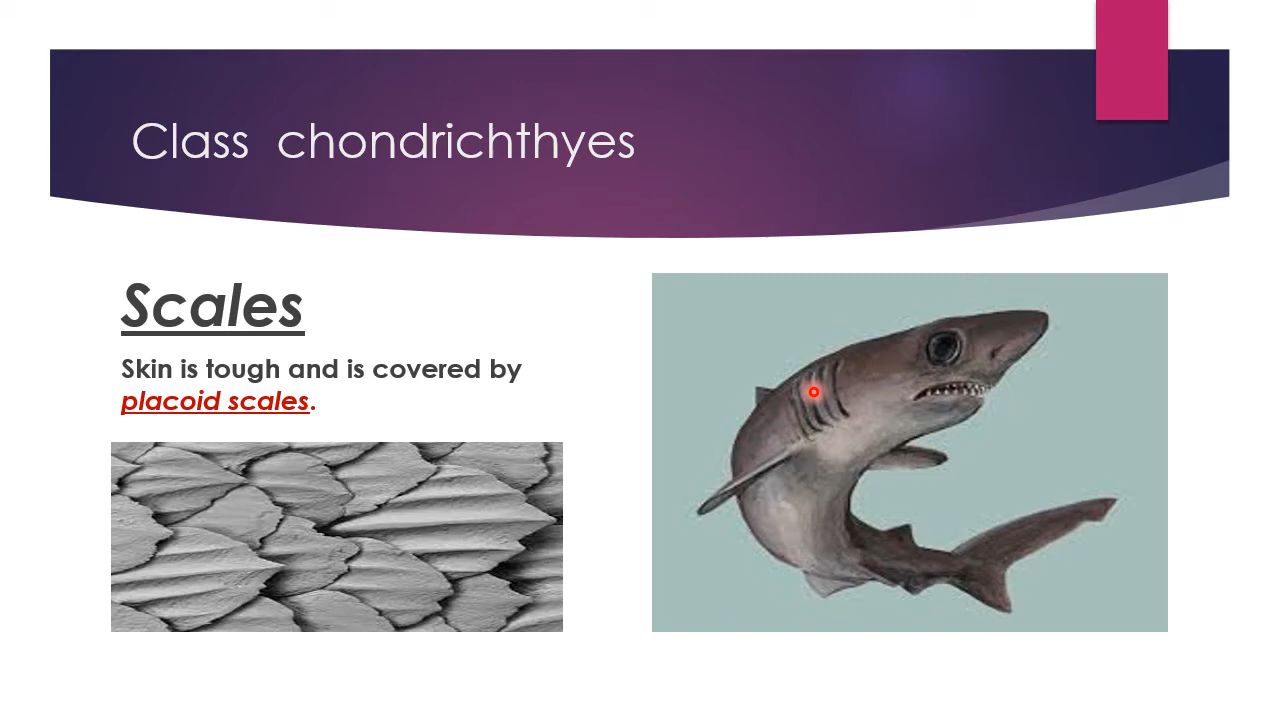 Class chondrichthyes
Scales
Skin is tough and is covered by
placoid scales.